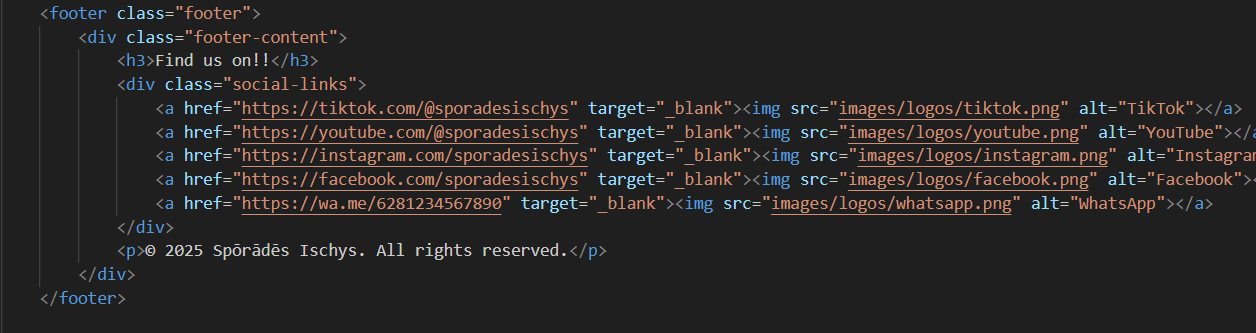 <footer class="footer">
<div class="footer-content">
<h3>Find us on!!</h3>
<div class="social-links">
<a href="https://tiktok.com/@sporadesischys" target="_blank"><img src="images/logos/tiktok.png" alt="TikTok"></a>
<a href="https://youtube.com/@sporadesischys" target="_blank"><img src="images/logos/youtube.png" alt="YouTube"></a
<a href="https://instagram.com/sporadesischys" target="_blank"><img src="images/logos/instagram.png" alt="Instagram
<a href="https://facebook.com/sporadesischys" target="_blank"><img src="images/logos/facebook.png" alt="Facebook"><
<a href="https://wa.me/6281234567890" target="_blank"><img src="images/logos/whatsapp.png" alt="WhatsApp"></a>
</div>
<p>© 2025 Spōrādēs Ischys. All rights reserved.</p>
</div>
</footer>